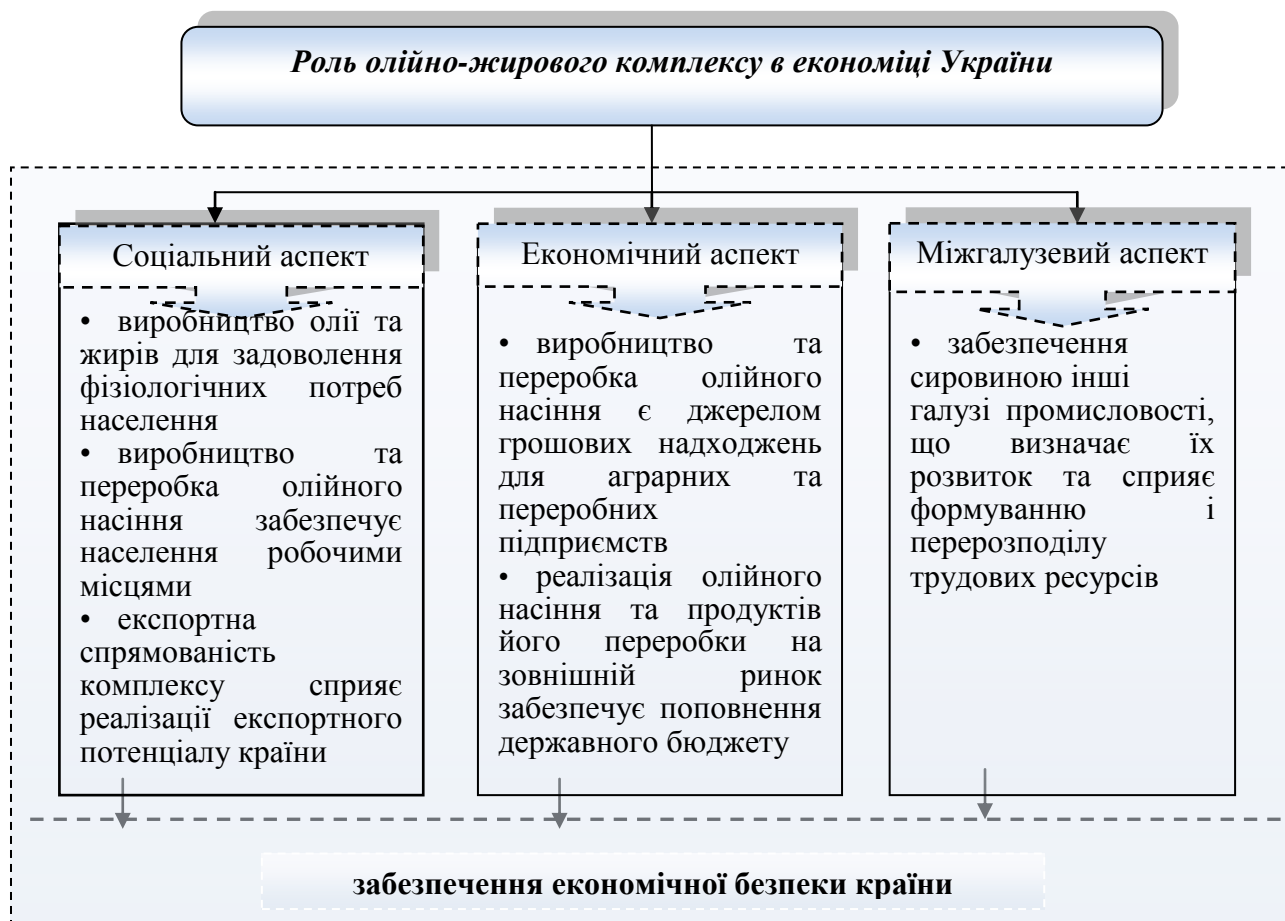 Роль олійно-жирового комплексу в економіці України
Соціальний аспект
• виробництво олії та
жирів для задоволення
фізіологічних потреб
населення
• виробництво та
переробка олійного
насіння забезпечує
населення робочими
місцями
• експортна
спрямованість
комплексу сприяє
реалізації експортного
потенціалу країни
Економічний аспект
• виробництво та
переробка олійного
насіння є джерелом
грошових надходжень
для аграрних та
переробних
підприємств
• реалізація олійного
насіння та продуктів
його переробки на
зовнішній ринок
забезпечує поповнення
державного бюджету
Міжгалузевий аспект
• забезпечення
сировиною інші
галузі промисловості,
що визначає їх
розвиток та сприяє
формуванню і
перерозподілу
трудових ресурсів
забезпечення економічної безпеки країни